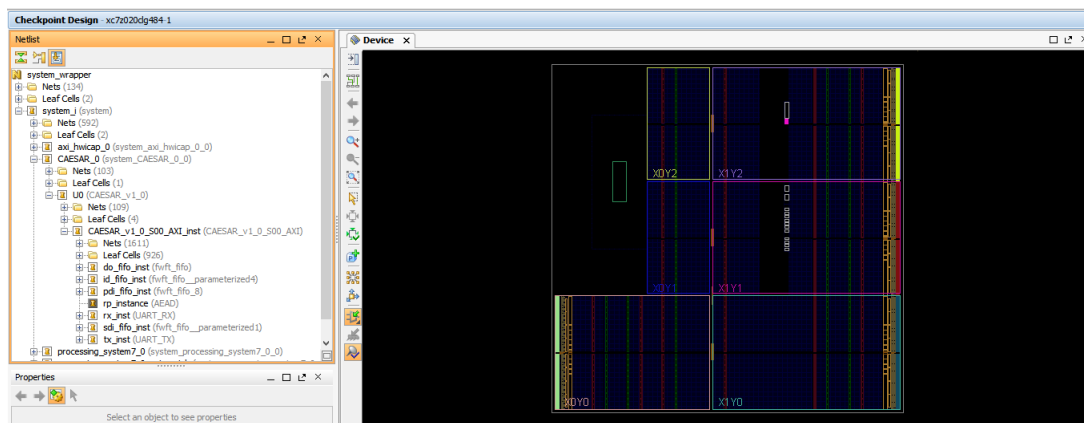 Checkpoint Design - xc7z020clg484-1
Netlist
Device
system_wrapper
Nets (134)
Leaf Cells (2)
system_i (system)
Nets (592)
Leaf Cells (2)
axi_hwicap_0 (system_axi_hwicap_0_0)
CAESAR_0 (system_CAESAR_0_0)
Nets (103)
Leaf Cells (1)
U0 (CAESAR_v1_0)
Nets (109)
Leaf Cells (4)
CAESAR_v1_0_S00_AXI_inst (CAESAR_v1_0_S00_AXI)
Nets (1611)
Leaf Cells (926)
do_fifo_inst (fwft_fifo)
id_fifo_inst (fwft_fifo__parameterized4)
pdi_fifo_inst (fwft_fifo_8)
rp_instance (AEAD)
rx_inst (UART_RX)
sdi_fifo_inst (fwft_fifo__parameterized1)
tx_inst (UART_TX)
processing_system7_0 (system_processing_system7_0_0)
Properties
Select an object to see properties
X0Y2 X1Y2
X0Y1 X1Y1
X0Y0 X1Y0